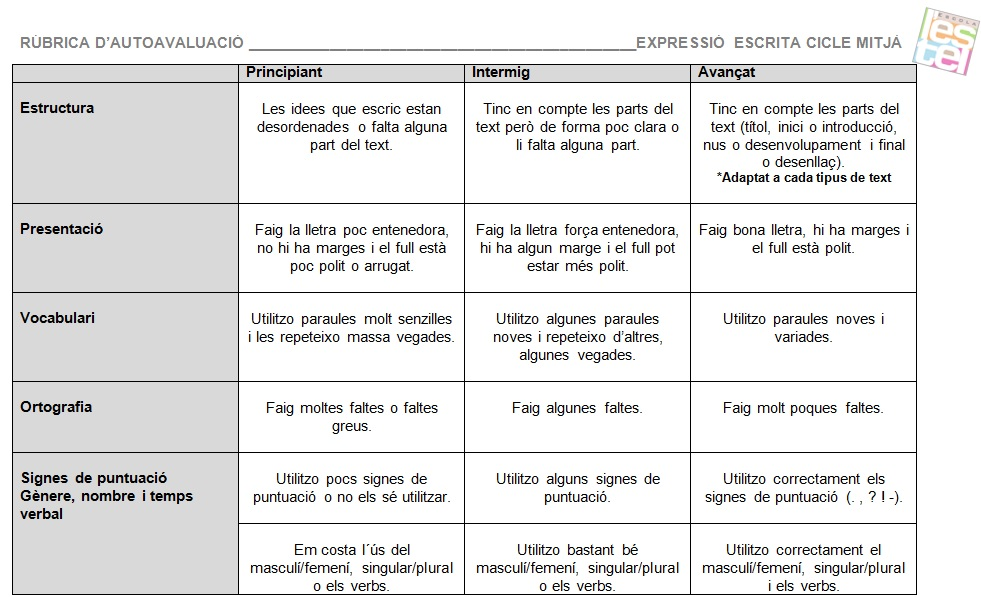 RÚBRICA D'AUTOAVALUACIÓ ____________________________________________EXPRESSIÓ ESCRITA CICLE MITJÀ
ESCOLA
lestel
Principiant Intermig Avançat
Estructura
Les idees que escric estan
desordenades o falta alguna
part del text.
Tinc en compte les parts del
text però de forma poc clara o
li falta alguna part.
Tinc en compte les parts del
text (títol, inici o introducció,
nus o desenvolupament i final
o desenllaç).
*Adaptat a cada tipus de text
Presentació
Faig la lletra poc entenedora,
no hi ha marges i el full està
poc polit o arrugat.
Faig la lletra força entenedora,
hi ha algun marge i el full pot
estar més polit.
Faig bona lletra, hi ha marges i
el full està polit.
Vocabulari
Utilitzo paraules molt senzilles
i les repeteixo massa vegades.
Utilitzo algunes paraules
noves i repeteixo d'altres,
algunes vegades.
Utilitzo paraules noves i
variades.
Ortografia
Faig moltes faltes o faltes
greus.
Faig algunes faltes.
Faig molt poques faltes.
Signes de puntuació
Gènere, nombre i temps
verbal
Utilitzo pocs signes de
puntuació o no els sé utilitzar.
Utilitzo alguns signes de
puntuació.
Utilitzo correctament els
signes de puntuació (. , ? ! -).
Em costa l´ús del
masculí/femení, singular/plural
o els verbs.
Utilitzo bastant bé
masculí/femení, singular/plural
o els verbs.
Utilitzo correctament el
masculí/femení, singular/plural
i els verbs.